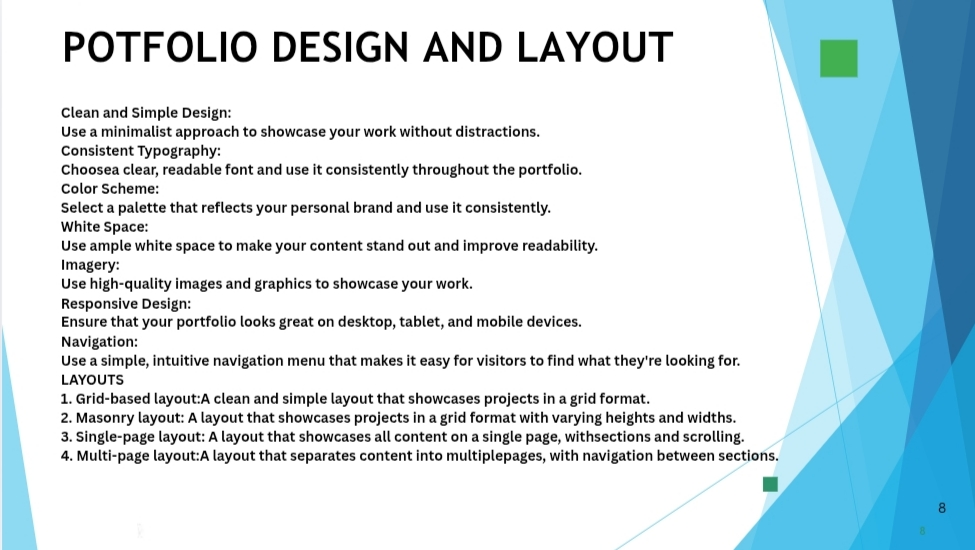 POTFOLIO DESIGN AND LAYOUT
Clean and Simple Design:
Use a minimalist approach to showcase your work without distractions.
Consistent Typography:
Choosea clear, readable font and use it consistently throughout the portfolio.
Color Scheme:
Select a palette that reflects your personal brand and use it consistently.
White Space:
Use ample white space to make your content stand out and improve readability.
Imagery:
Use high-quality images and graphics to showcase your work.
Responsive Design:
Ensure that your portfolio looks great on desktop, tablet, and mobile devices.
Navigation:
Use a simple, intuitive navigation menu that makes it easy for visitors to find what they're looking for.
LAYOUTS
1. Grid-based layout:A clean and simple layout that showcases projects in a grid format.
2. Masonry layout: A layout that showcases projects in a grid format with varying heights and widths.
3. Single-page layout: A layout that showcases all content on a single page, withsections and scrolling.
4. Multi-page layout:A layout that separates content into multiplepages, with navigation between sections.
8
8